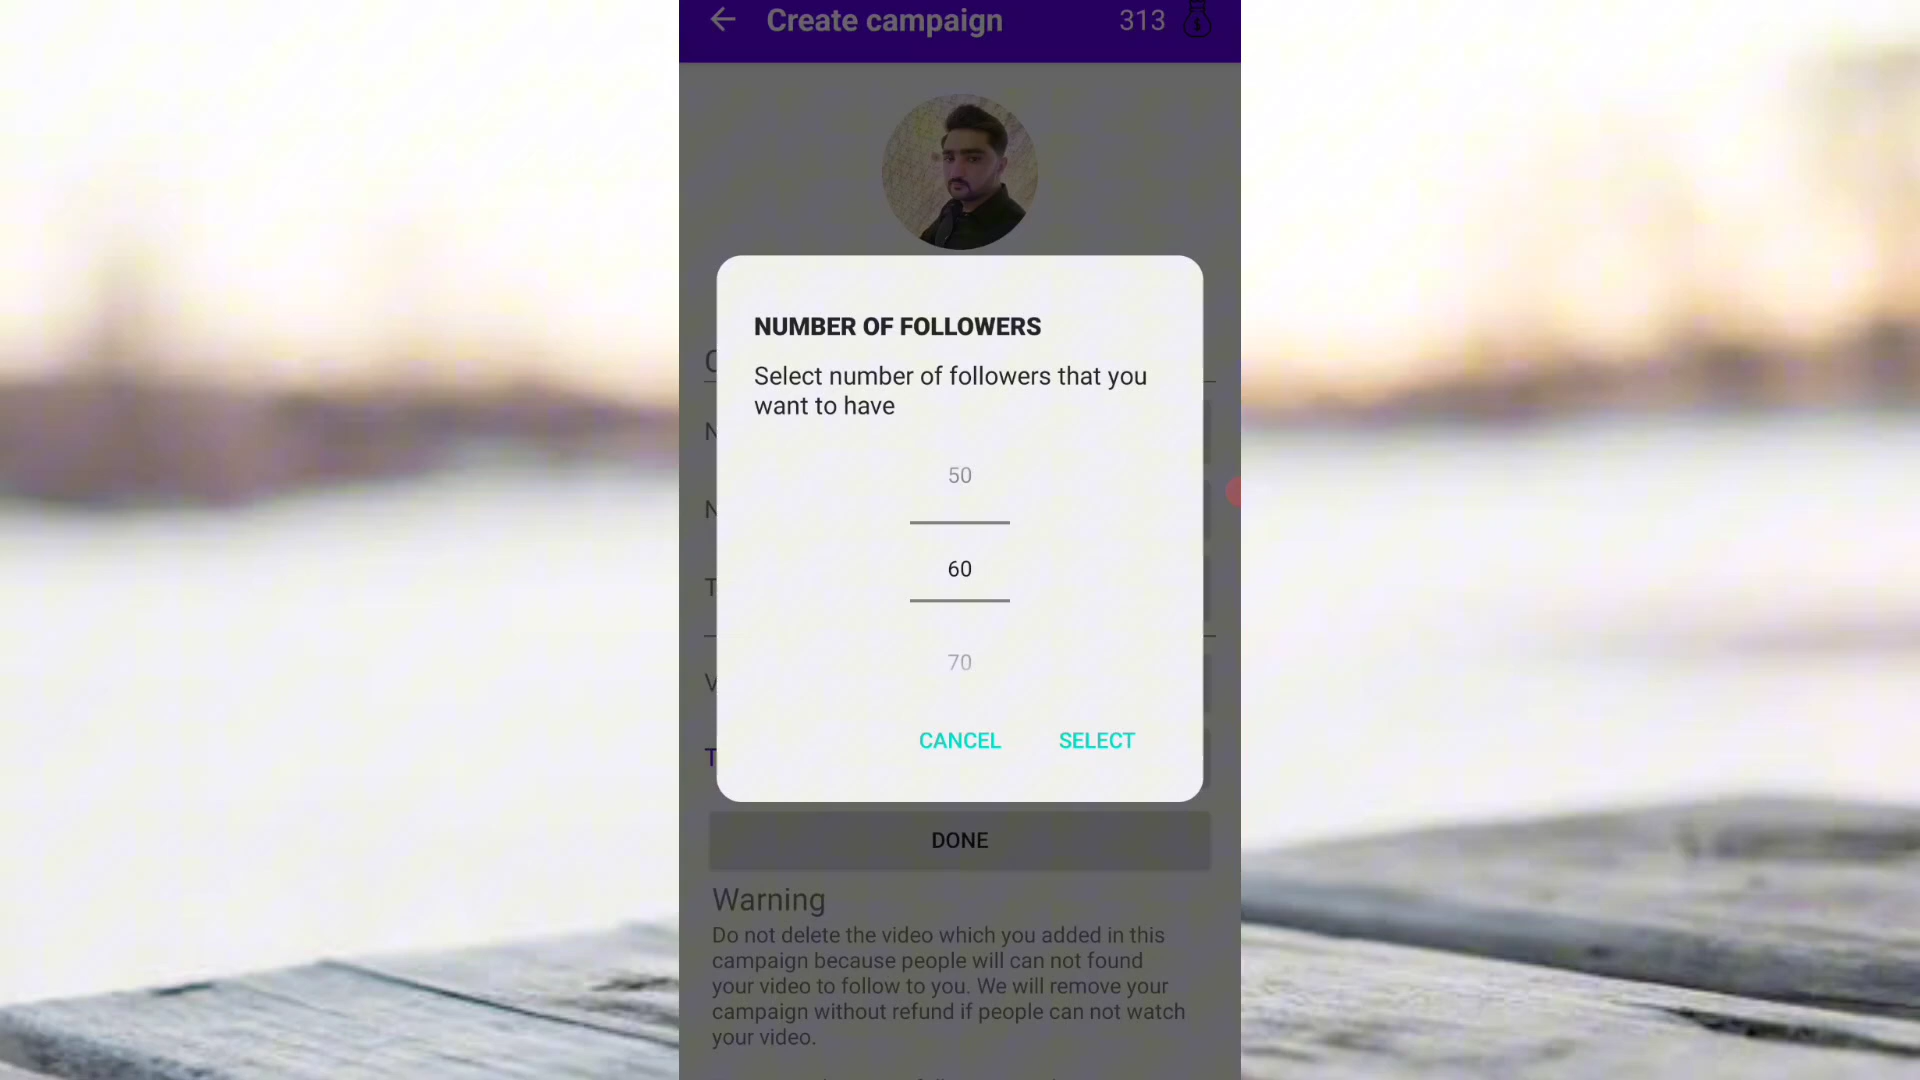 Create campaign 313
$
NUMBER OF FOLLOWERS
Select number of followers that you
want to have
50
60
70
CANCEL SELECT
DONE
Warning
Do not delete the video which you added in this
campaign because people will can not found
your video to follow to you. We will remove your
campaign without refund if people can not watch
your video.